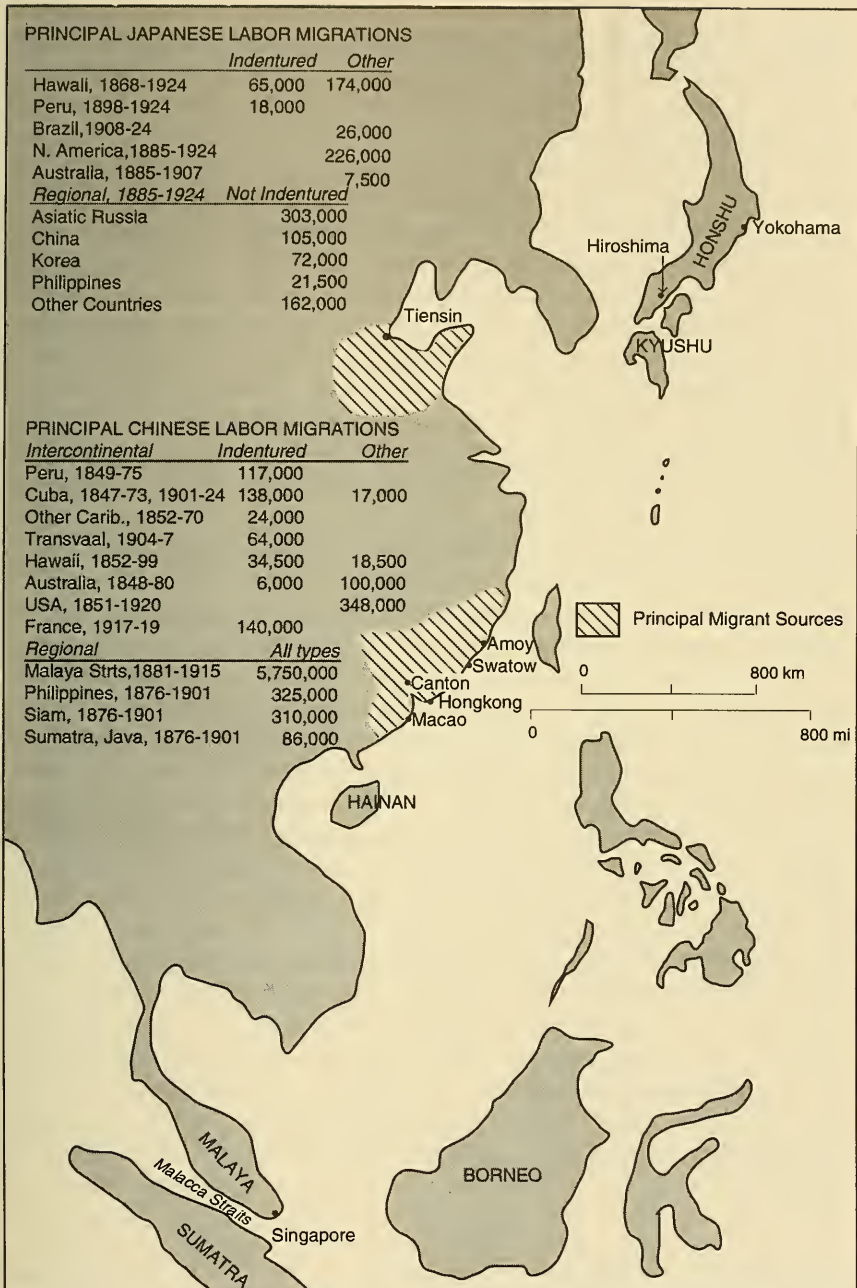 PRINCIPAL JAPANESE LABOR MIGRATIONS
Indentured Other
Hawaii, 1868-1924 65,000 174,000
Peru, 1898-1924 18,000
Brazil,1908-24 26,000
N. America,1885-1924 226,000
Australia, 1885-1907 7,500
Regional, 1885-1924 Not Indentured
Asiatic Russia 303,000
China 105,000
Korea 72,000
Philippines 21,500
Other Countries 162,000
HONSHU
Yokohama
Hiroshima
KYUSHU
Tiensin
PRINCIPAL CHINESE LABOR MIGRATIONS
Intercontinental Indentured Other
Peru, 1849-75 117,000
Cuba, 1847-73, 1901-24 138,000 17,000
Other Carib., 1852-70 24,000
Transvaal, 1904-7 64,000
Hawaii, 1852-99 34,500 18,500
Australia, 1848-80 6,000 100,000
USA, 1851-1920 348,000
France, 1917-19 140,000
Regional All types
Malaya Strts,1881-1915 5,750,000
Philippines, 1876-1901 325,000
Siam, 1876-1901 310,000
Sumatra, Java, 1876-1901 86,000
Principal Migrant Sources
Amoy
Swatow
Canton
Hongkong
Macao
0 800 km
0 800 mi
HAINAN
MALAYA
Malacca Straits
Singapore
SUMATRA
BORNEO